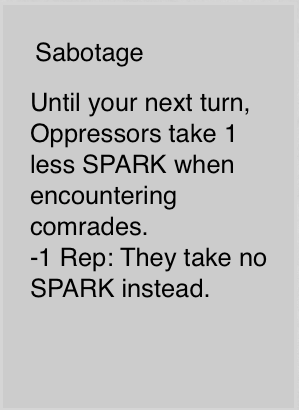 Sabotage
Until your next turn,
Oppressors take 1
less SPARK when
encountering
comrades.
-1 Rep: They take no
SPARK instead.